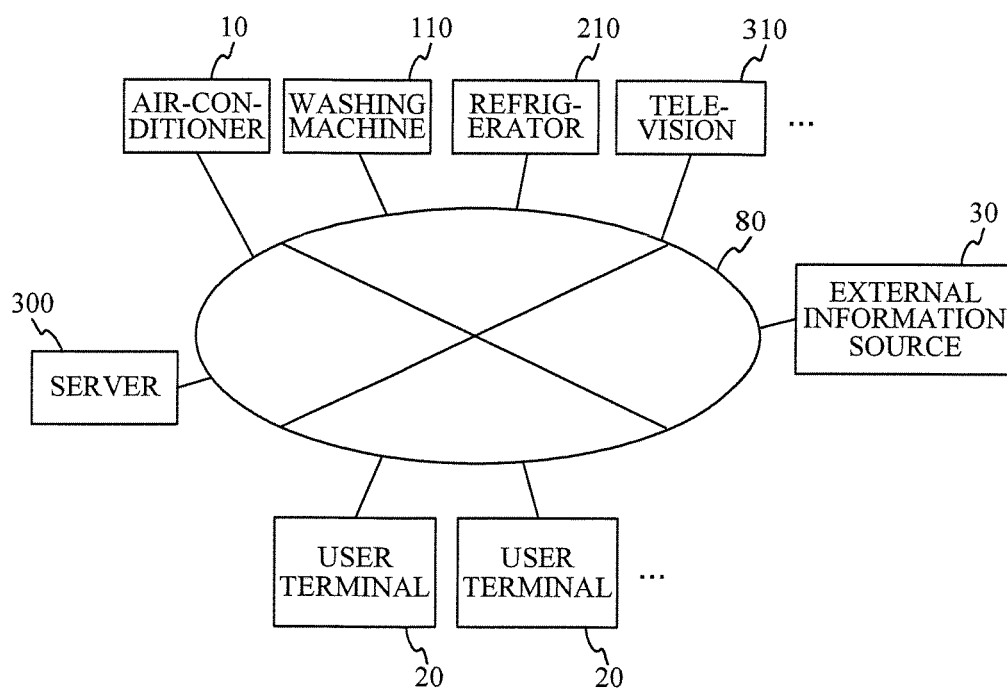 10
110
210
310
AIR-CON-
DITIONER
WASHING
MACHINE
REFRIG-
ERATOR
TELE-
VISION
...
80
30
EXTERNAL
INFORMATION
SOURCE
300
SERVER
USER
TERMINAL
USER
TERMINAL
...
20
20